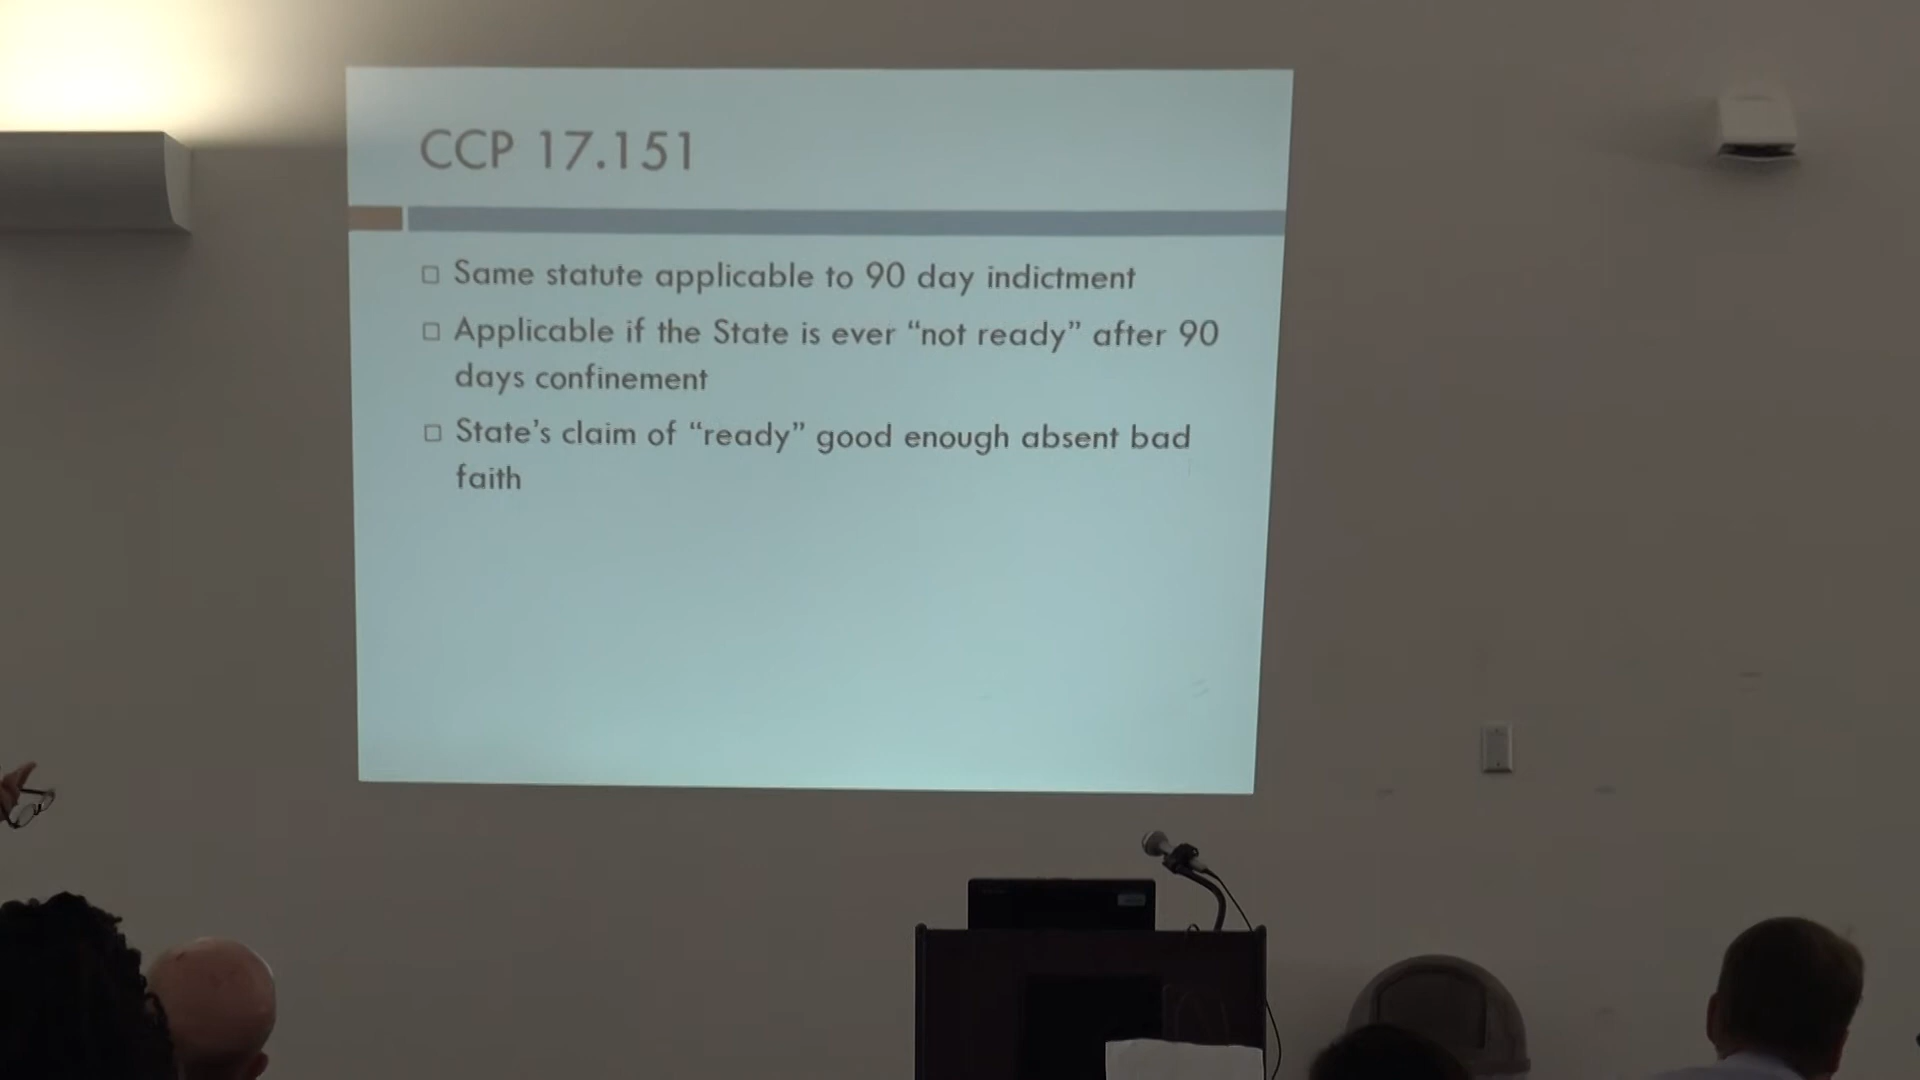 CCP 17.151
Same statute applicable to 90 day indictment
Applicable if the State is ever “not ready” after 90
days confinement
State’s claim of “ready” good enough absent bad
faith